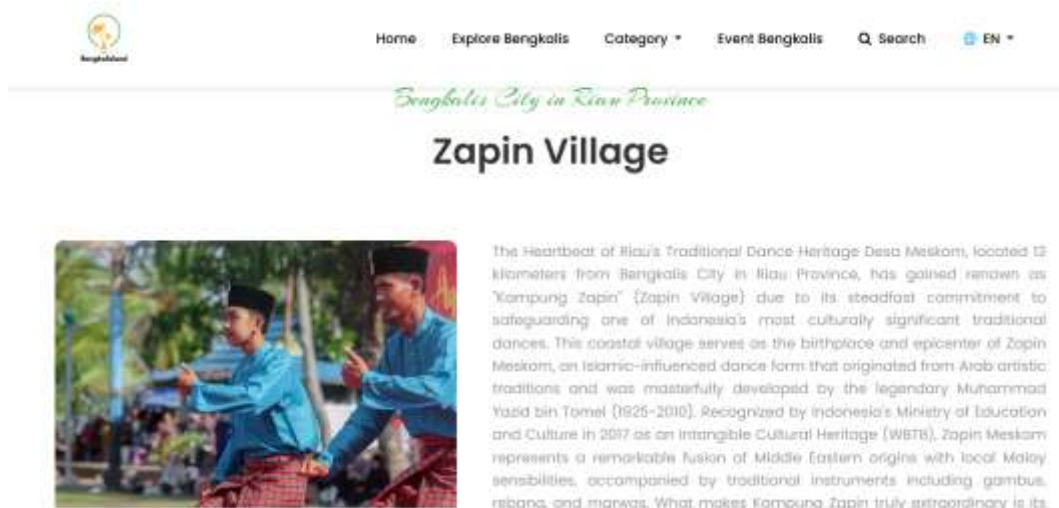 BengkaliIsland
Home Explore Bengkalis Category Event Bengkalis Search EN
Bengkalis City in Riau Province
Zapin Village
The Heartbeat of Riau's Traditional Dance Heritage Desa Meskom, located 13
kilometers from Bengkalis City in Riau Province, has gained renown as
"Kampung Zapin" (Zapin Village) due to its steadfast commitment to
safeguarding one of Indonesia's most culturally significant traditional
dances. This coastal village serves as the birthplace and epicenter of Zapin
Meskom, an Islamic-influenced dance form that originated from Arab artistic
traditions and was masterfully developed by the legendary Muhammad
Yazid bin Tomel (1925-2010). Recognized by Indonesia's Ministry of Education
and Culture in 2017 as an Intangible Cultural Heritage (WBTB), Zapin Meskom
represents a remarkable fusion of Middle Eastern origins with local Malay
sensibilities, accompanied by traditional instruments including gambus,
rebana, and marwas. What makes Kampung Zapin truly extraordinary is its